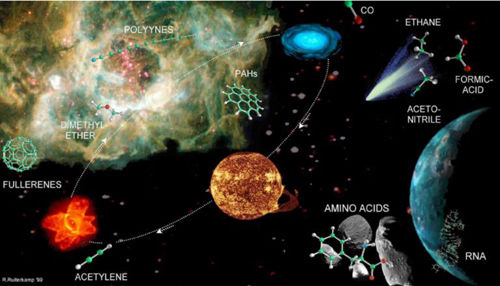 CO
ETHANE
POLYYNES
PAHs
FORMIC-
ACID
ACETO-
NITRILE
DIMETHYL
ETHER
FULLERENES
AMINO ACIDS
RNA
ACETYLENE
R.Ruiterkamp '99